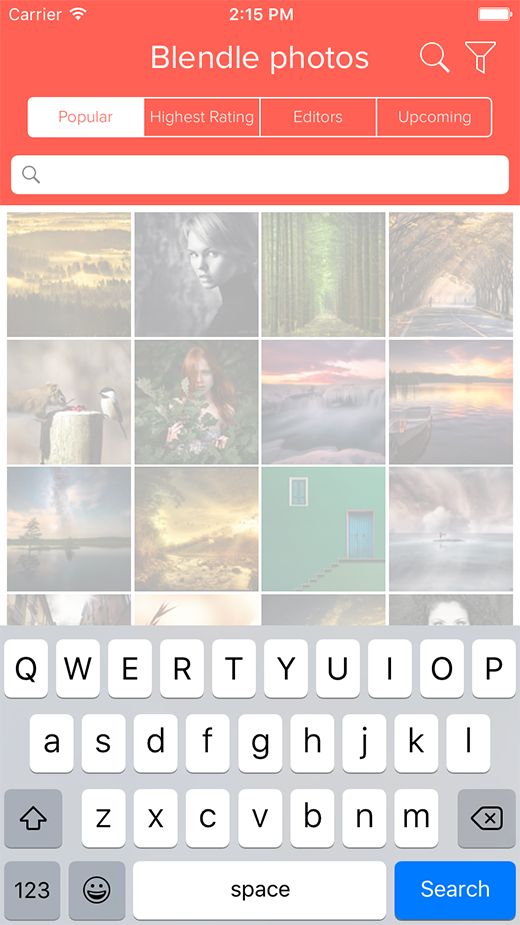 Carrier 2:15 PM
Blendle photos
Popular Highest Rating Editors Upcoming
Q W E R T Y U I O P
a s d f g h j k l
z x c v b n m
123 space Search